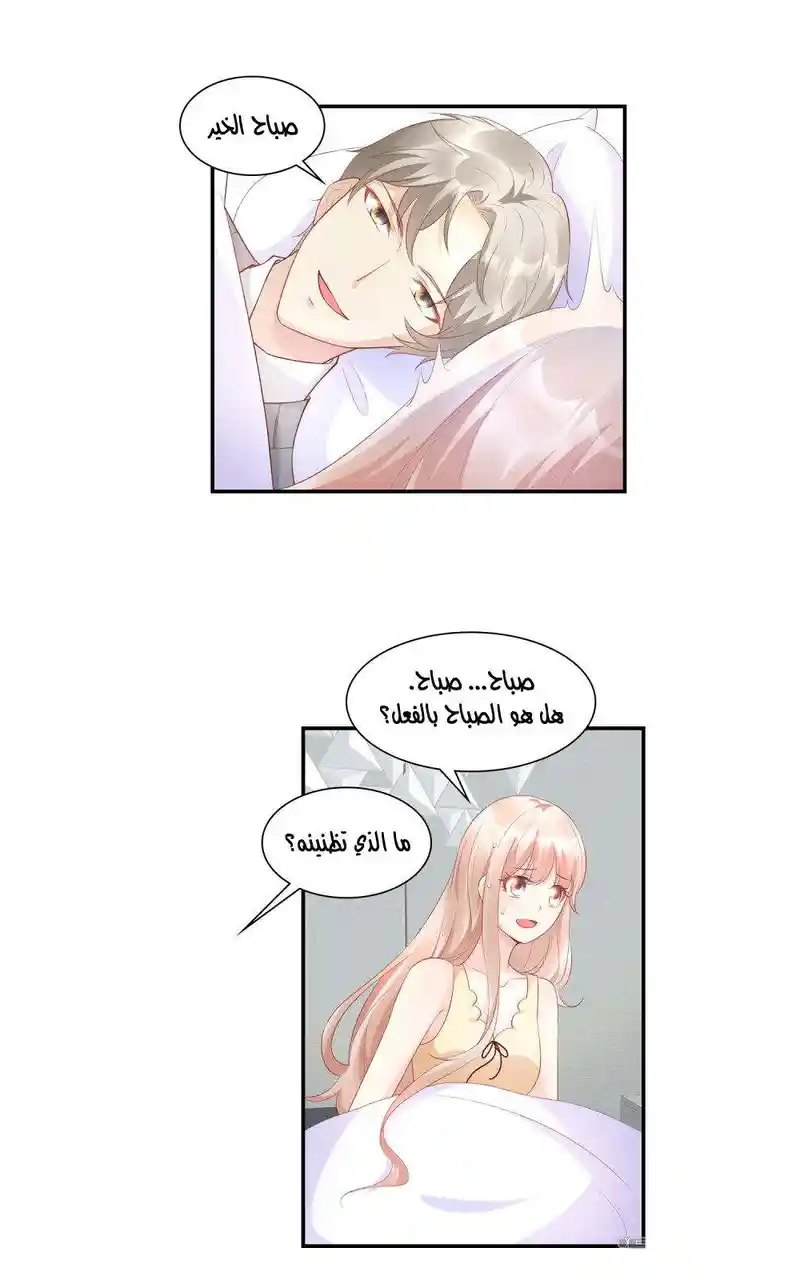 صباح الخير
صباح... صباح.
هل هو الصباح بالفعل؟
ما الذي تظنينه؟